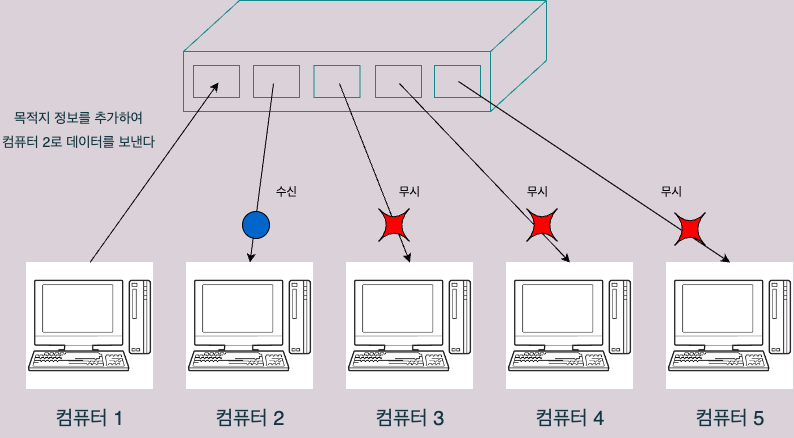 목적지 정보를 추가하여
컴퓨터 2로 데이터를 보낸다
수신
무시
무시
무시
컴퓨터 1
컴퓨터 2
컴퓨터 3
컴퓨터 4
컴퓨터 5